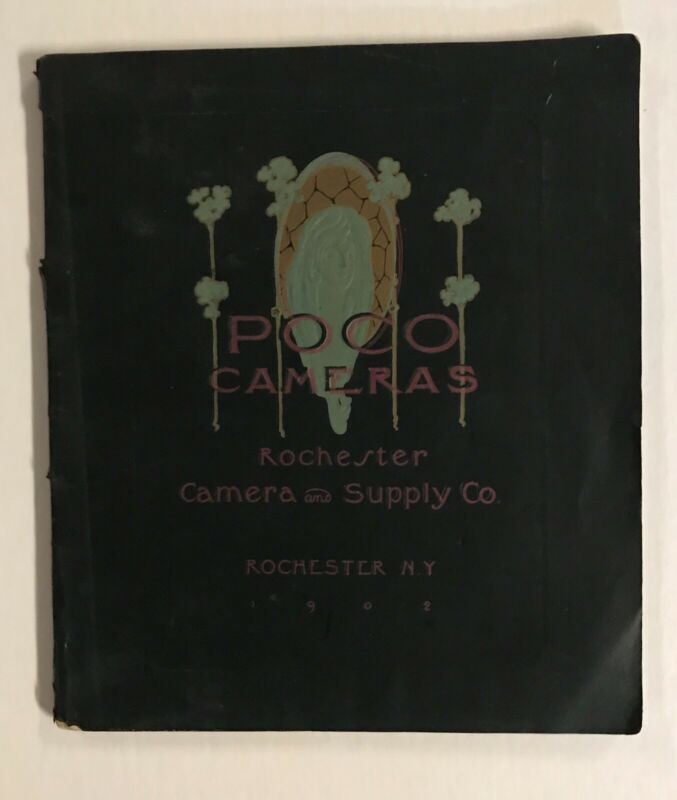 POCO
CAMERAS
Rochester
Camera and Supply Co.
ROCHESTER N.Y
1902